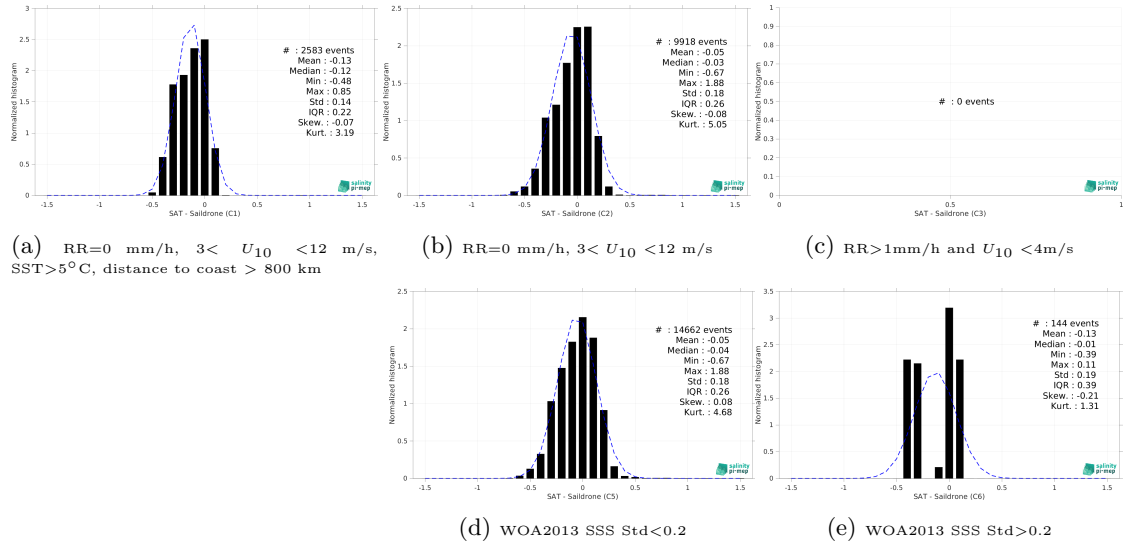 3
2.5
2
1.5
1
0.5
0
Normalized histogram
# : 2583 events
Mean : -0.13
Median : -0.12
Min : -0.48
Max : 0.85
Std : 0.14
IQR : 0.22
Skew. : -0.07
Kurt. : 3.19
salinity
pi-mep
-1.5 -1 -0.5 0 0.5 1 1.5
SAT - Saildrone (C1)
(a) RR=0 mm/h, 3< U10 <12 m/s,
SST>5°C, distance to coast > 800 km
2.5
2
1.5
1
0.5
0
Normalized histogram
# : 9918 events
Mean : -0.05
Median : -0.03
Min : -0.67
Max : 1.88
Std : 0.18
IQR : 0.26
Skew. : -0.08
Kurt. : 5.05
salinity
pi-mep
-1.5 -1 -0.5 0 0.5 1 1.5
SAT - Saildrone (C2)
(b) RR=0 mm/h, 3< U10 <12 m/s
1
0.9
0.8
0.7
0.6
0.5
0.4
0.3
0.2
0.1
0
Normalized histogram
# : 0 events
salinity
pi-mep
0 0.5 1
SAT - Saildrone (C3)
(c) RR>1mm/h and U10 <4m/s
2.5
2
1.5
1
0.5
0
Normalized histogram
# : 14662 events
Mean : -0.05
Median : -0.04
Min : -0.67
Max : 1.88
Std : 0.18
IQR : 0.26
Skew. : 0.08
Kurt. : 4.68
salinity
pi-mep
-1.5 -1 -0.5 0 0.5 1 1.5
SAT - Saildrone (C5)
(d) WOA2013 SSS Std<0.2
3.5
3
2.5
2
1.5
1
0.5
0
Normalized histogram
# : 144 events
Mean : -0.13
Median : -0.01
Min : -0.39
Max : 0.11
Std : 0.19
IQR : 0.39
Skew. : -0.21
Kurt. : 1.31
salinity
pi-mep
-1.5 -1 -0.5 0 0.5 1 1.5
SAT - Saildrone (C6)
(e) WOA2013 SSS Std>0.2